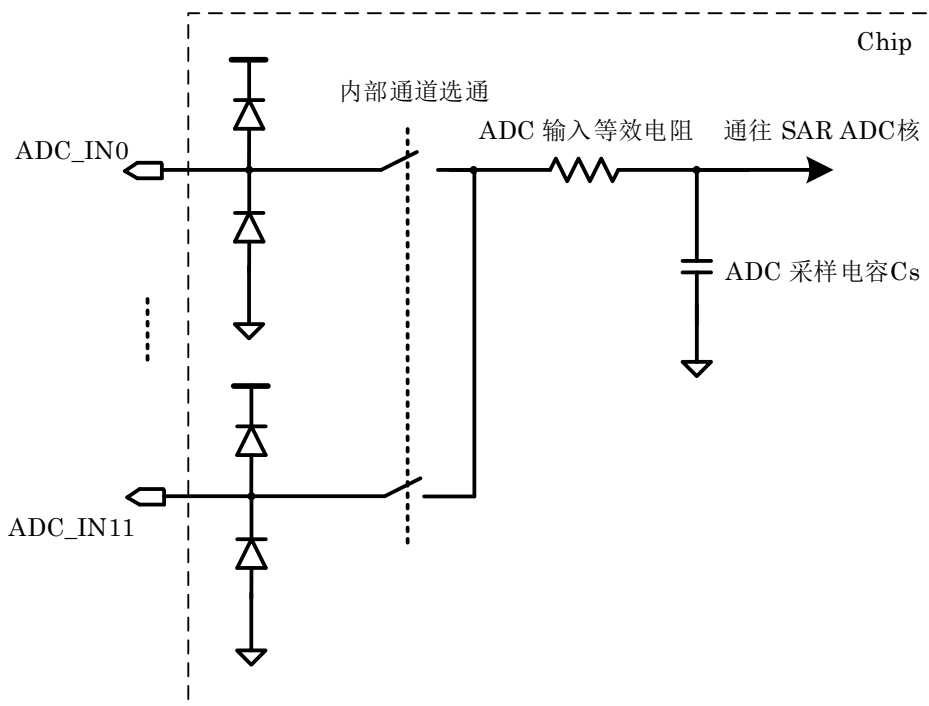 Chip
内部通道选通
ADC 输入等效电阻
通往 SAR ADC核
ADC_IN0
ADC 采样电容Cs
ADC_IN11